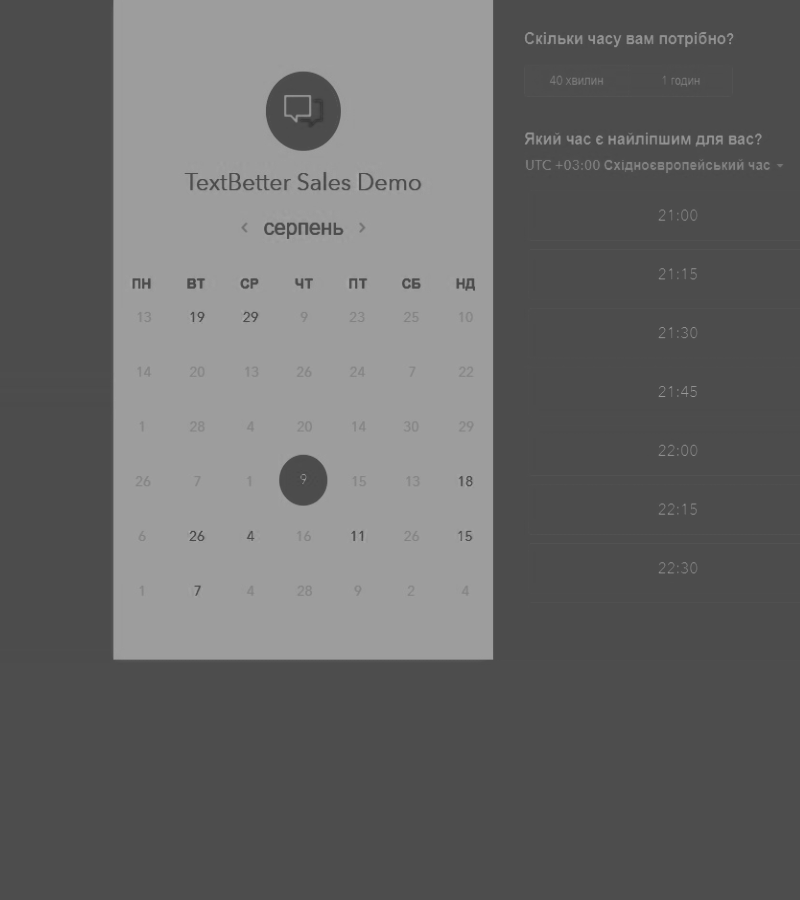 TextBetter Sales Demo
серпень
ПН ВТ СР ЧТ ПТ СБ НД
13 19 29 9 23 25 10
14 20 13 26 24 7 22
1 28 4 20 14 30 29
26 7 1 9 15 13 18
6 26 4 16 11 26 15
1 7 4 28 9 2 4
Скільки часу вам потрібно?
40 хвилин 1 годин
Який час є найліпшим для вас?
UTC +03:00 Східноєвропейський час
21:00
21:15
21:30
21:45
22:00
22:15
22:30